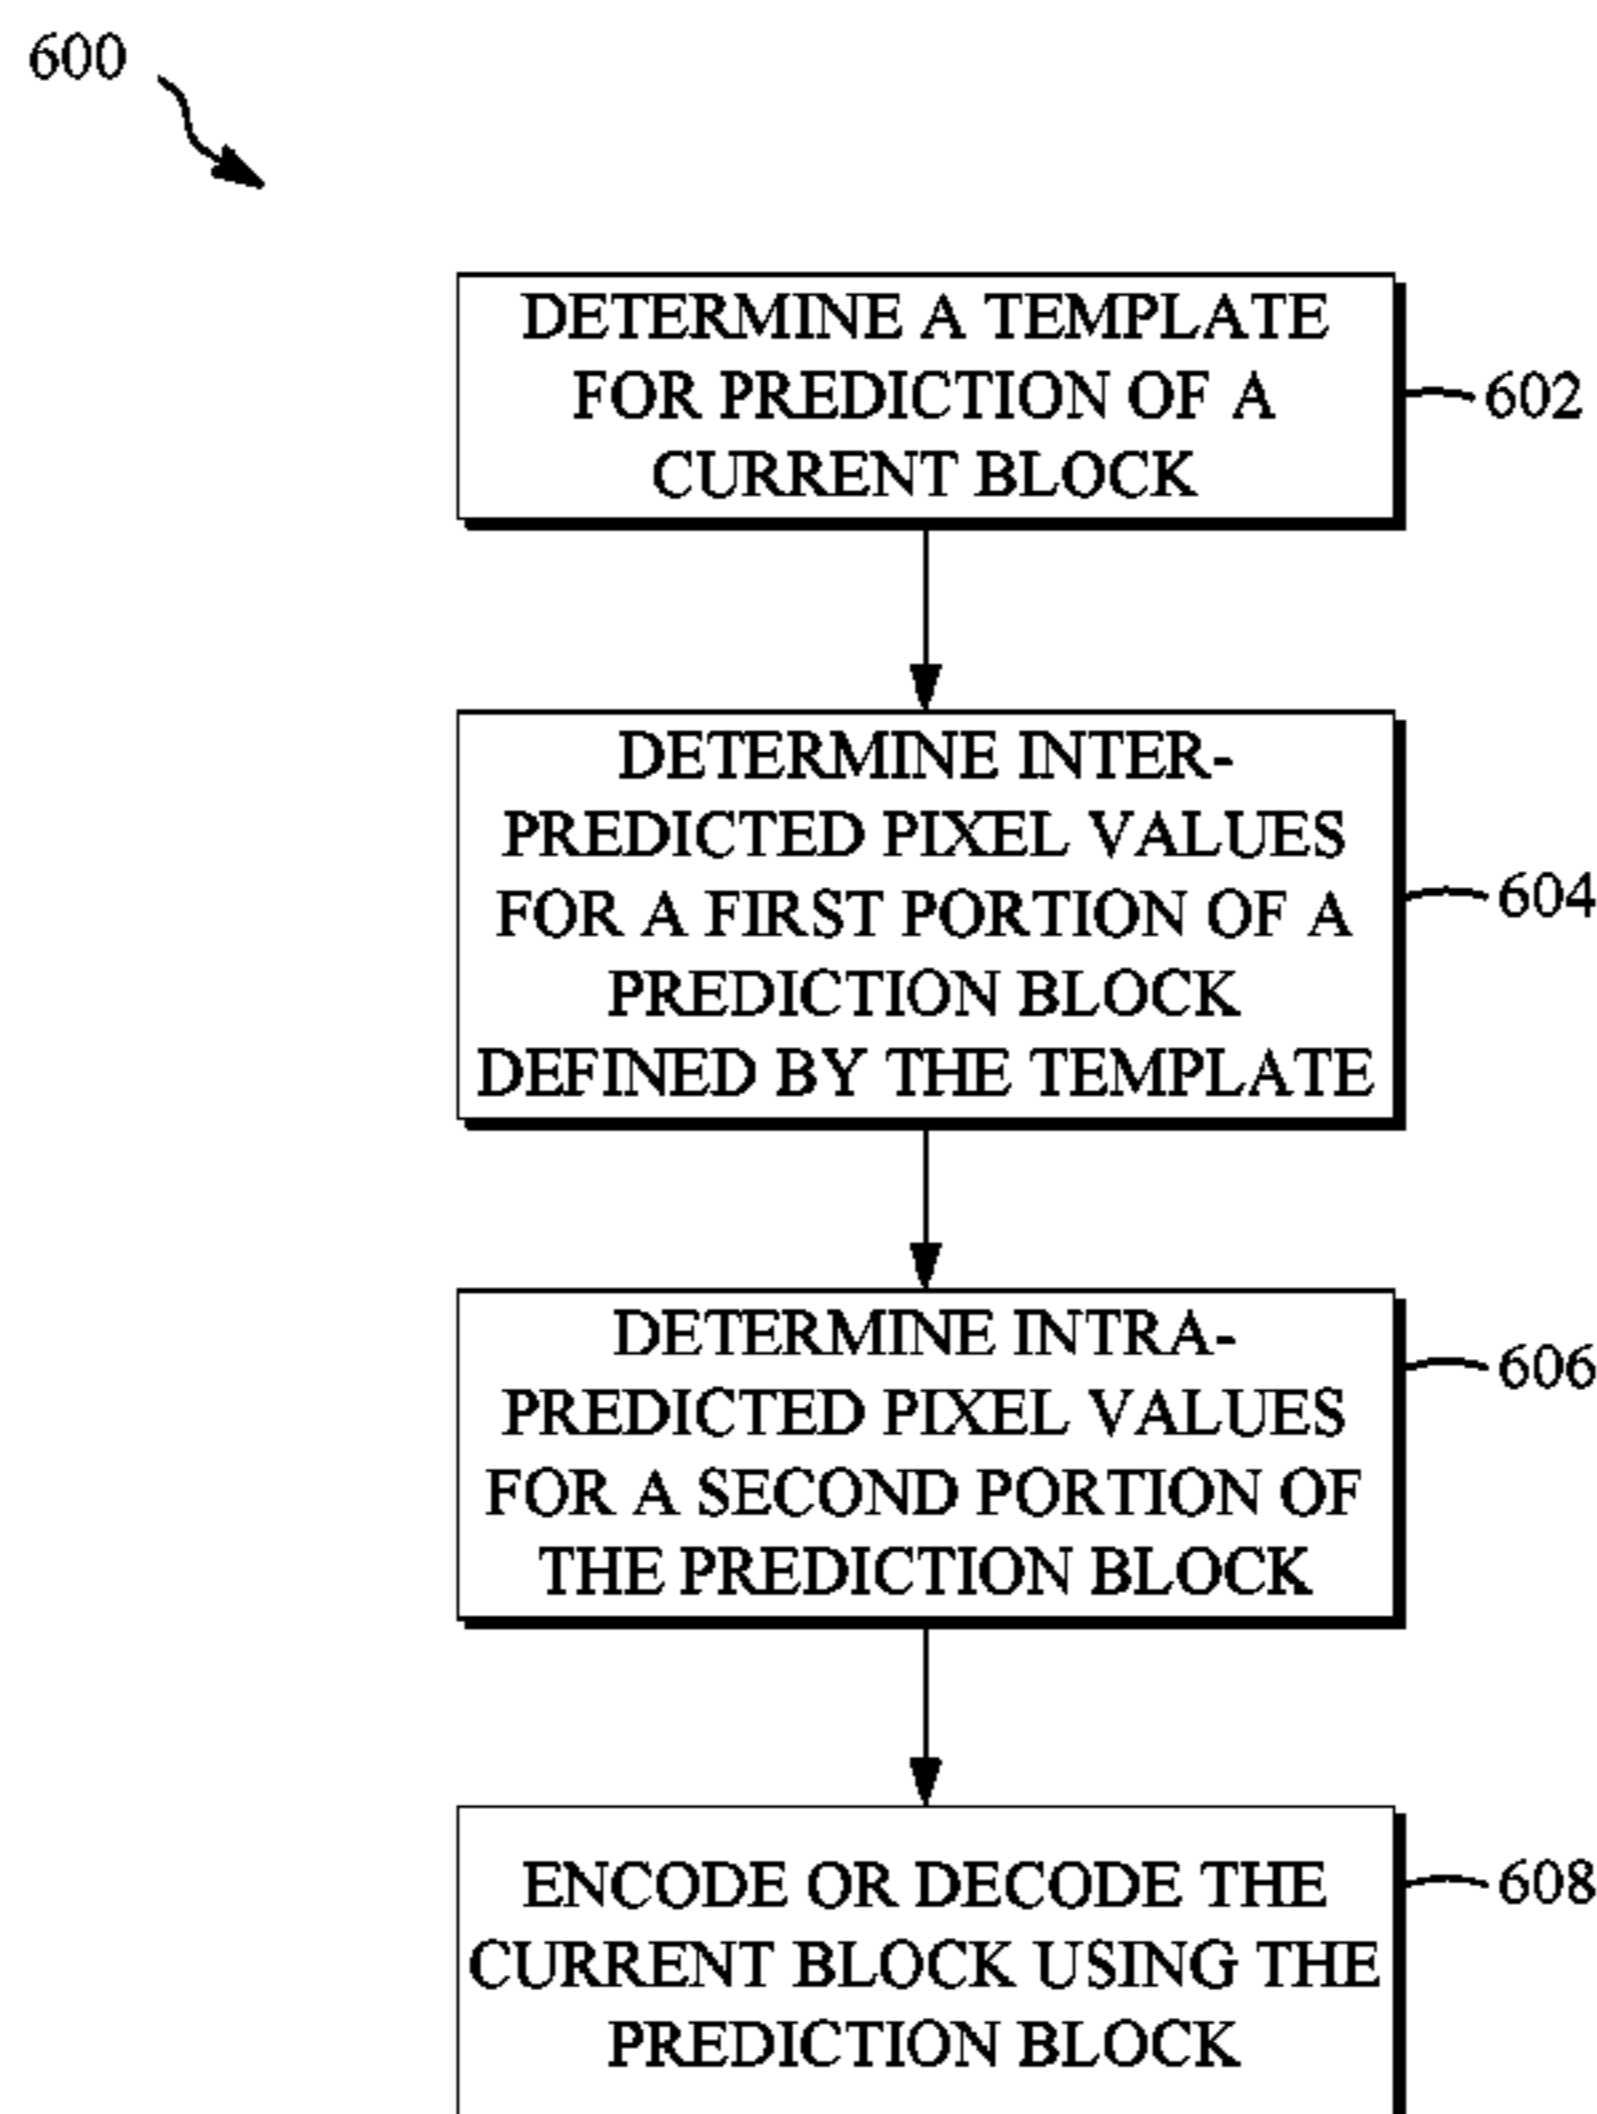 600
DETERMINE A TEMPLATE
FOR PREDICTION OF A
CURRENT BLOCK
602
DETERMINE INTER-
PREDICTED PIXEL VALUES
FOR A FIRST PORTION OF A
PREDICTION BLOCK
DEFINED BY THE TEMPLATE
604
DETERMINE INTRA-
PREDICTED PIXEL VALUES
FOR A SECOND PORTION OF
THE PREDICTION BLOCK
606
ENCODE OR DECODE THE
CURRENT BLOCK USING THE
PREDICTION BLOCK
608